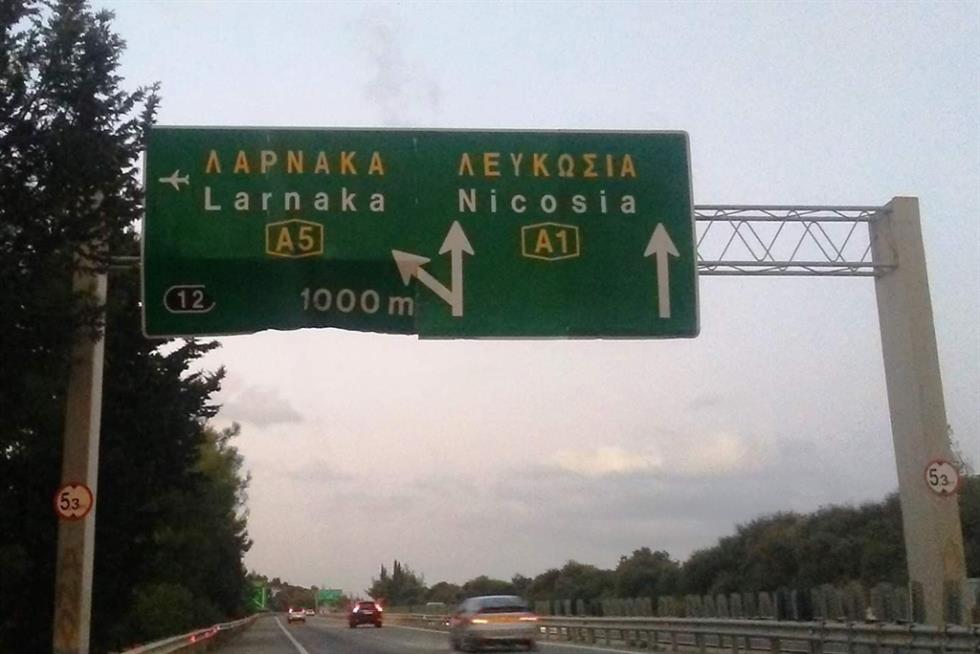 ΛΑΡΝΑΚΑ
Larnaka
A5
12
1000 m
ΛΕΥΚΩΣΙΑ
Nicosia
A1
53
53